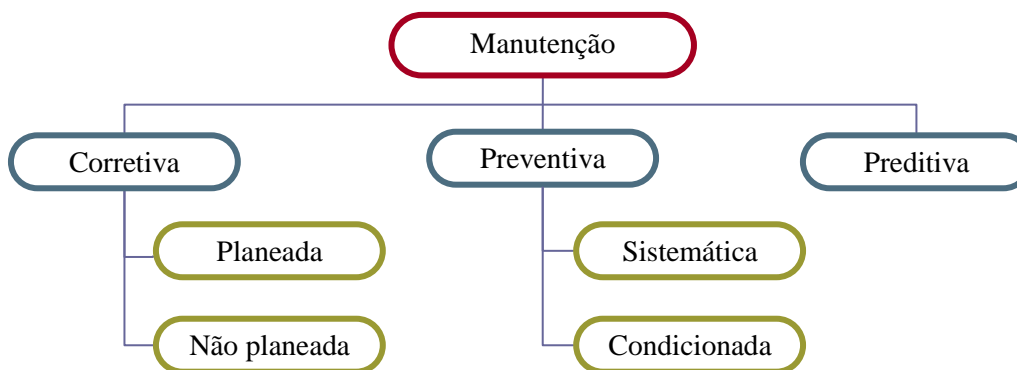 Manutenção
Corretiva
Preventiva
Preditiva
Planeada
Sistemática
Não planeada
Condicionada